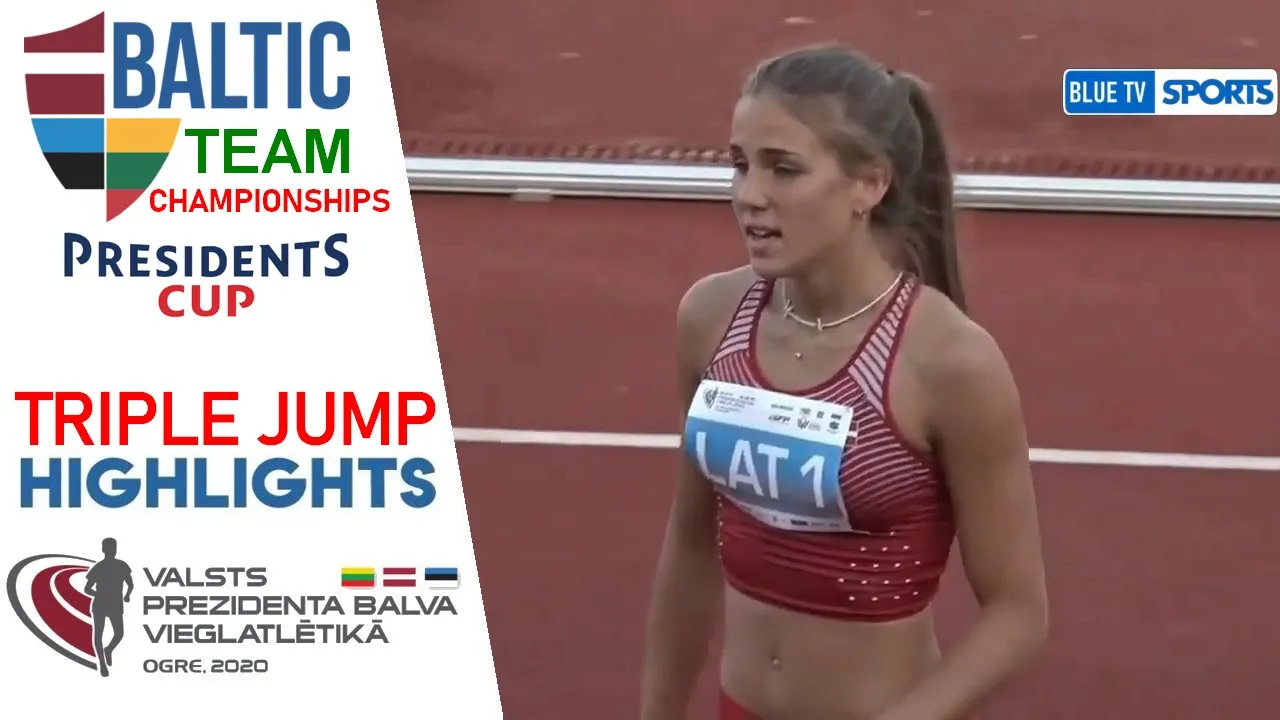 BALTIC
TEAM
CHAMPIONSHIPS
PRESIDENTS
CUP
TRIPLE JUMP
HIGHLIGHTS
VALSTS
PREZIDENTA BALVA
VIEGLATLĒTIKĀ
OGRE, 2020
BLUE TV SPORTS
LAT 1